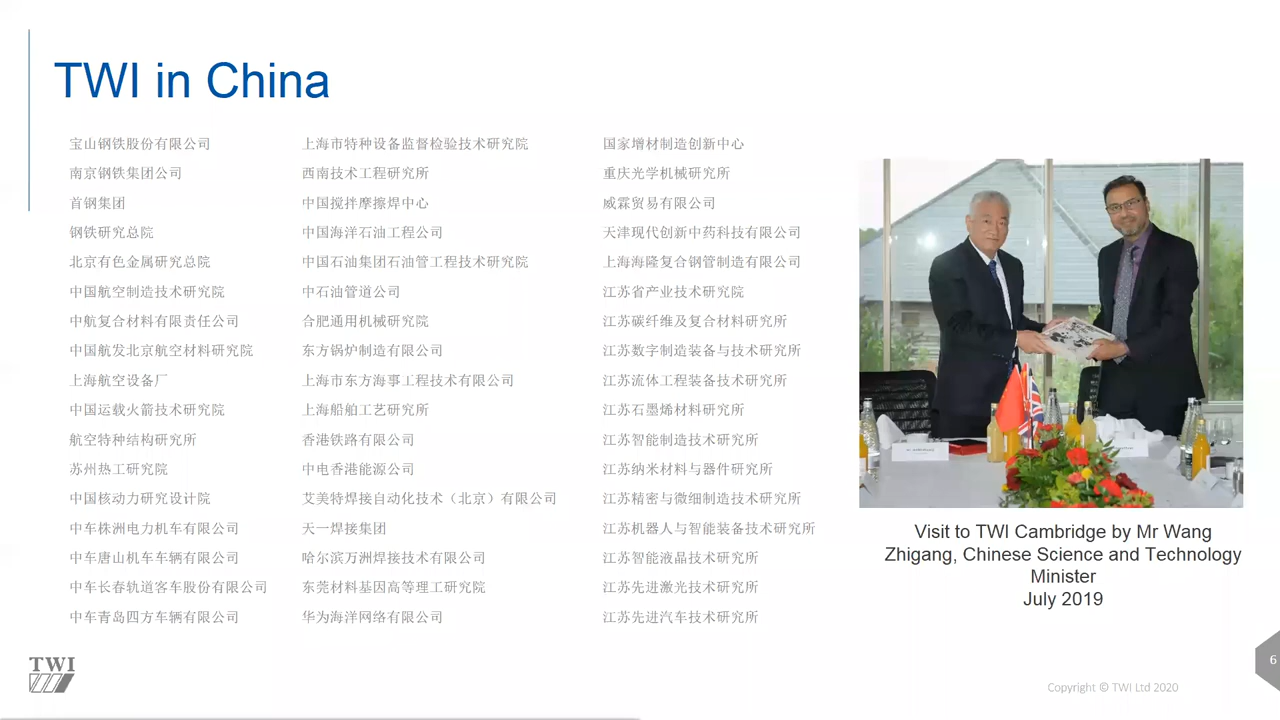 TWI in China
宝山钢铁股份有限公司
南京钢铁集团公司
首钢集团
钢铁研究总院
北京有色金属研究总院
中国航空制造技术研究院
中航复合材料有限责任公司
中国航发北京航空材料研究院
上海航空设备厂
中国运载火箭技术研究院
航空特种结构研究所
苏州热工研究院
中国核动力研究设计院
中车株洲电力机车有限公司
中车唐山机车车辆有限公司
中车长春轨道客车股份有限公司
中车青岛四方车辆有限公司
上海市特种设备监督检验技术研究院
西南技术工程研究所
中国搅拌摩擦焊中心
中国海洋石油工程公司
中国石油集团石油管工程技术研究院
中石油管道公司
合肥通用机械研究院
东方锅炉制造有限公司
上海市东方海事工程技术有限公司
上海船舶工艺研究所
香港铁路有限公司
中电香港能源公司
艾美特焊接自动化技术（北京）有限公司
天一焊接集团
哈尔滨万洲焊接技术有限公司
东莞材料基因高等理工研究院
华为海洋网络有限公司
国家增材制造创新中心
重庆光学机械研究所
威霖贸易有限公司
天津现代创新中药科技有限公司
上海海隆复合钢管制造有限公司
江苏省产业技术研究院
江苏碳纤维及复合材料研究所
江苏数字制造装备与技术研究所
江苏流体工程装备技术研究所
江苏石墨烯材料研究所
江苏智能制造技术研究所
江苏纳米材料与器件研究所
江苏精密与微细制造技术研究所
江苏机器人与智能装备技术研究所
江苏智能液晶技术研究所
江苏先进激光技术研究所
江苏先进汽车技术研究所
Visit to TWI Cambridge by Mr Wang
Zhigang, Chinese Science and Technology
Minister
July 2019
TWI
Copyright © TWI Ltd 2020
6